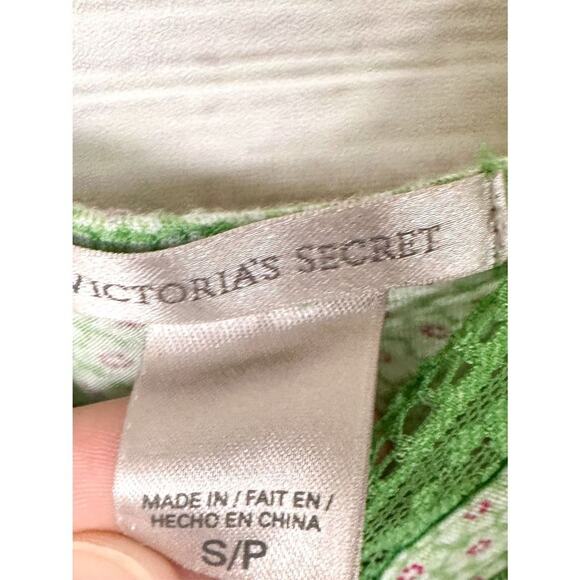 VICTORIA'S SECRET
MADE IN / FAIT EN /
HECHO EN CHINA
S/P